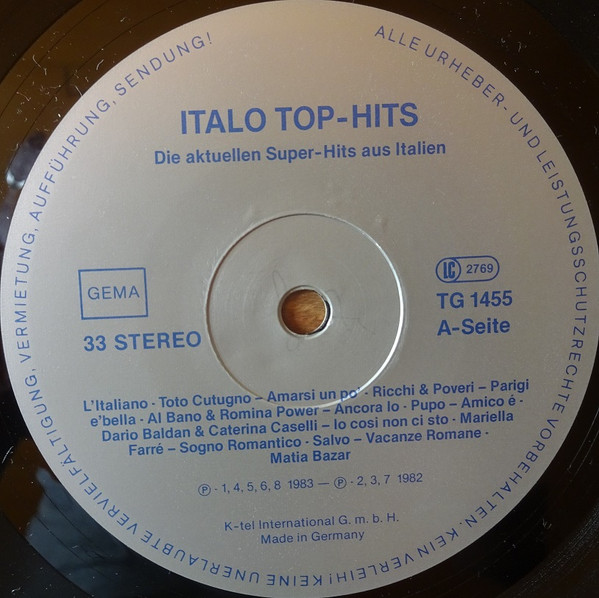 ALLE URHEBER- UND LEISTUNGSSCHUTZRECHTE VORBEHALTEN. KEIN VERLEIH! KEINE UNERLAUBTE VERVIELFÄLTIGUNG, VERMIETUNG, AUFFÜHRUNG, SENDUNG!
ITALO TOP-HITS
Die aktuellen Super-Hits aus Italien
GEMA
33 STEREO
LC 2769
TG 1455
A-Seite
L'Italiano · Toto Cutugno – Amarsi un po' · Ricchi & Poveri – Parigi
e'bella · Al Bano & Romina Power – Ancora Io · Pupo – Amico é ·
Dario Baldan & Caterina Caselli – Io cosi non ci sto · Mariella
Farré – Sogno Romantico · Salvo – Vacanze Romane ·
Matia Bazar
Ⓟ · 1, 4, 5, 6, 8 1983 — Ⓟ · 2, 3, 7 1982
K-tel International G. m. b. H.
Made in Germany